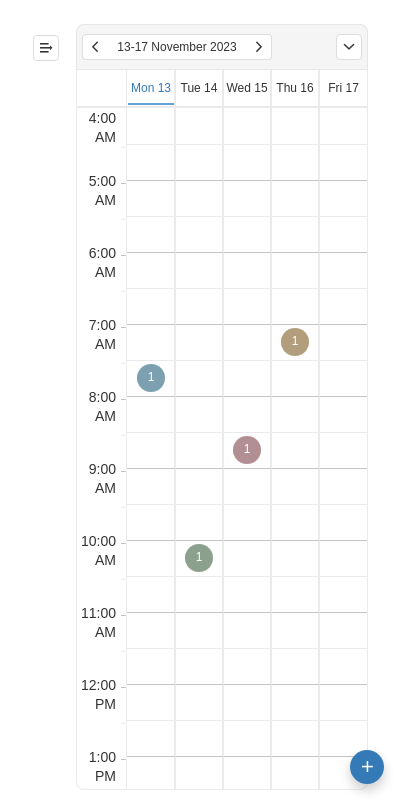 13-17 November 2023
Mon 13 Tue 14 Wed 15 Thu 16 Fri 17
4:00
AM
5:00
AM
6:00
AM
7:00
AM
1
1
8:00
AM
1
9:00
AM
10:00
AM
1
11:00
AM
12:00
PM
1:00
PM